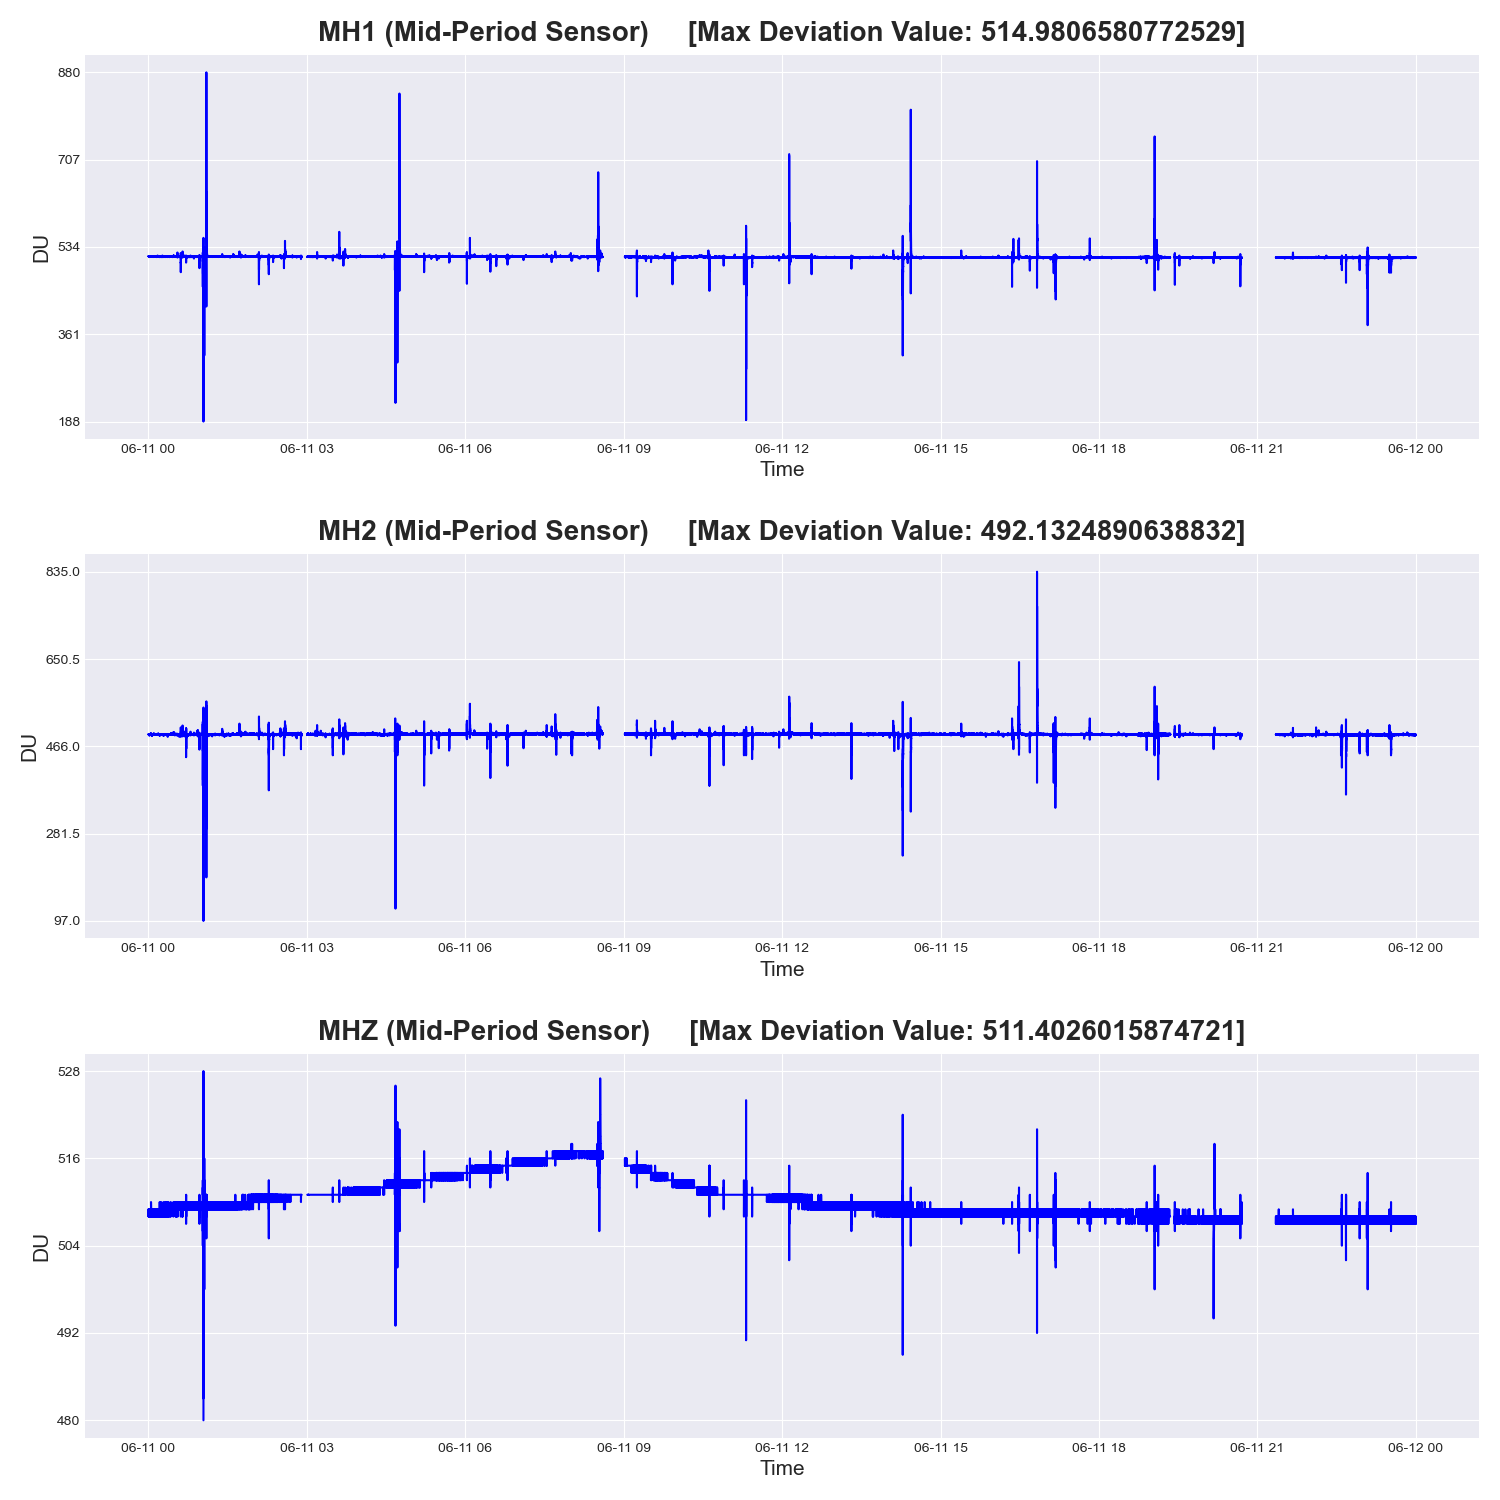 MH1 (Mid-Period Sensor) [Max Deviation Value: 514.9806580772529]
880
707
534
361
188
DU
06-11 00 06-11 03 06-11 06 06-11 09 06-11 12 06-11 15 06-11 18 06-11 21 06-12 00
Time
MH2 (Mid-Period Sensor) [Max Deviation Value: 492.1324890638832]
835.0
650.5
466.0
281.5
97.0
DU
06-11 00 06-11 03 06-11 06 06-11 09 06-11 12 06-11 15 06-11 18 06-11 21 06-12 00
Time
MHZ (Mid-Period Sensor) [Max Deviation Value: 511.4026015874721]
528
516
504
492
480
DU
06-11 00 06-11 03 06-11 06 06-11 09 06-11 12 06-11 15 06-11 18 06-11 21 06-12 00
Time